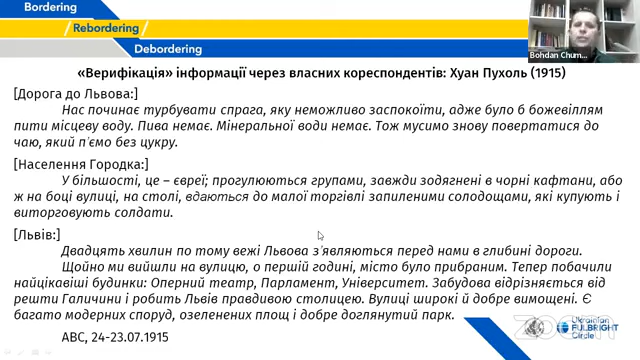 Bordering
Rebordering
Debordering
Bohdan Chum...
«Верифікація» інформації через власних кореспондентів: Хуан Пухоль (1915)
[Дорога до Львова:]
Нас починає турбувати спрага, яку неможливо заспокоїти, адже було б божевіллям
пити місцеву воду. Пива немає. Мінеральної води немає. Тож мусимо знову повертатися до
чаю, який п'ємо без цукру.
[Населення Городка:]
У більшості, це – євреї; прогулюються групами, завжди зодягнені в чорні кафтани, або
ж на боці вулиці, на столі, вдаються до малої торгівлі запиленими солодощами, які купують і
виторговують солдати.
[Львів:]
Двадцять хвилин по тому вежі Львова з'являються перед нами в глибині дороги.
Щойно ми вийшли на вулицю, о першій годині, місто було прибраним. Тепер побачили
найцікавіші будинки: Оперний театр, Парламент, Університет. Забудова відрізняється від
решти Галичини і робить Львів правдивою столицею. Вулиці широкі й добре вимощені. Є
багато модерних споруд, озеленених площ і добре доглянутий парк.
ABC, 24-23.07.1915
zoom
Ukrainian
FULBRIGHT
Circle